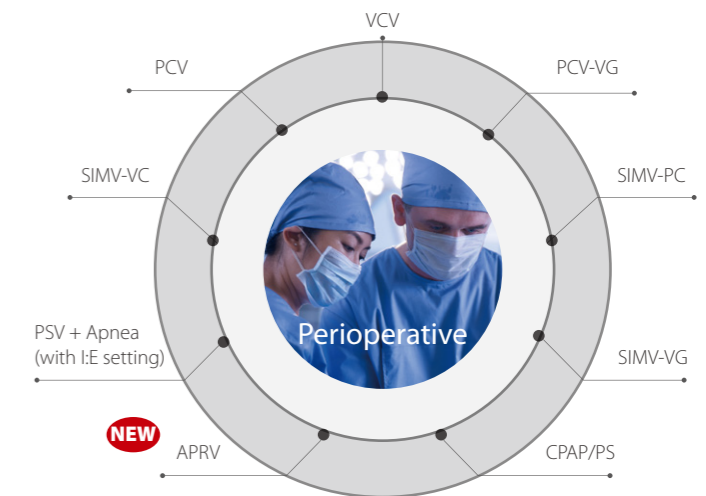 VCV
PCV
PCV-VG
SIMV-VC
SIMV-PC
Perioperative
PSV + Apnea
(with I:E setting)
SIMV-VG
NEW
APRV
CPAP/PS